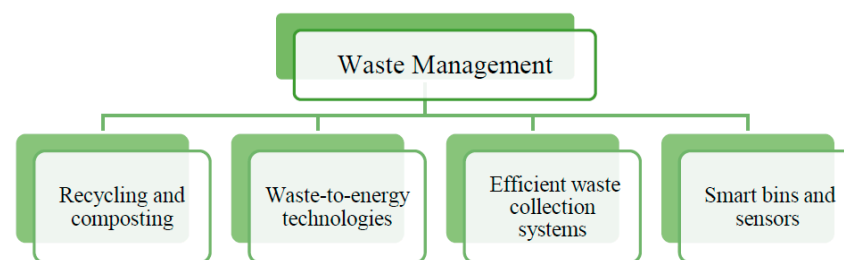 Waste Management
Recycling and
composting
Waste-to-energy
technologies
Efficient waste
collection
systems
Smart bins and
sensors